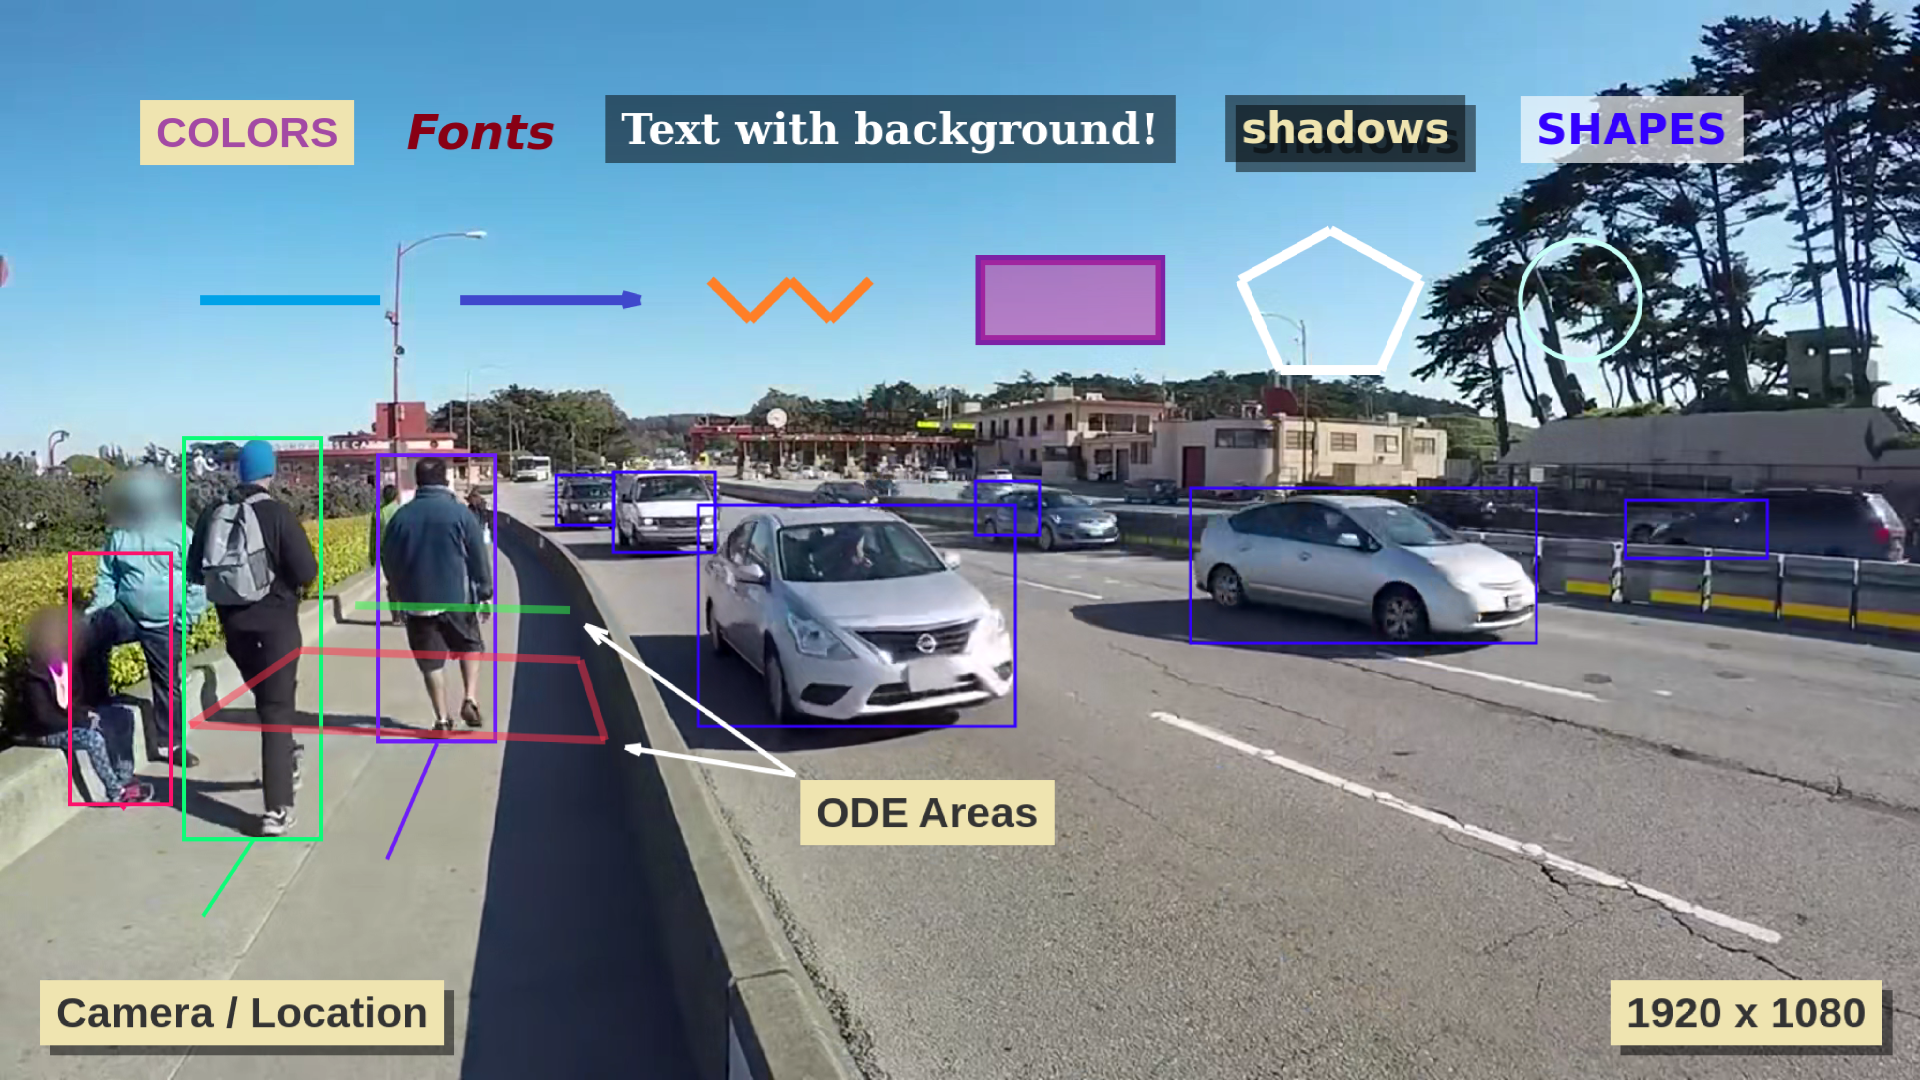 COLORS
Fonts
Text with background!
shadows
SHAPES
ODE Areas
Camera / Location
1920 x 1080